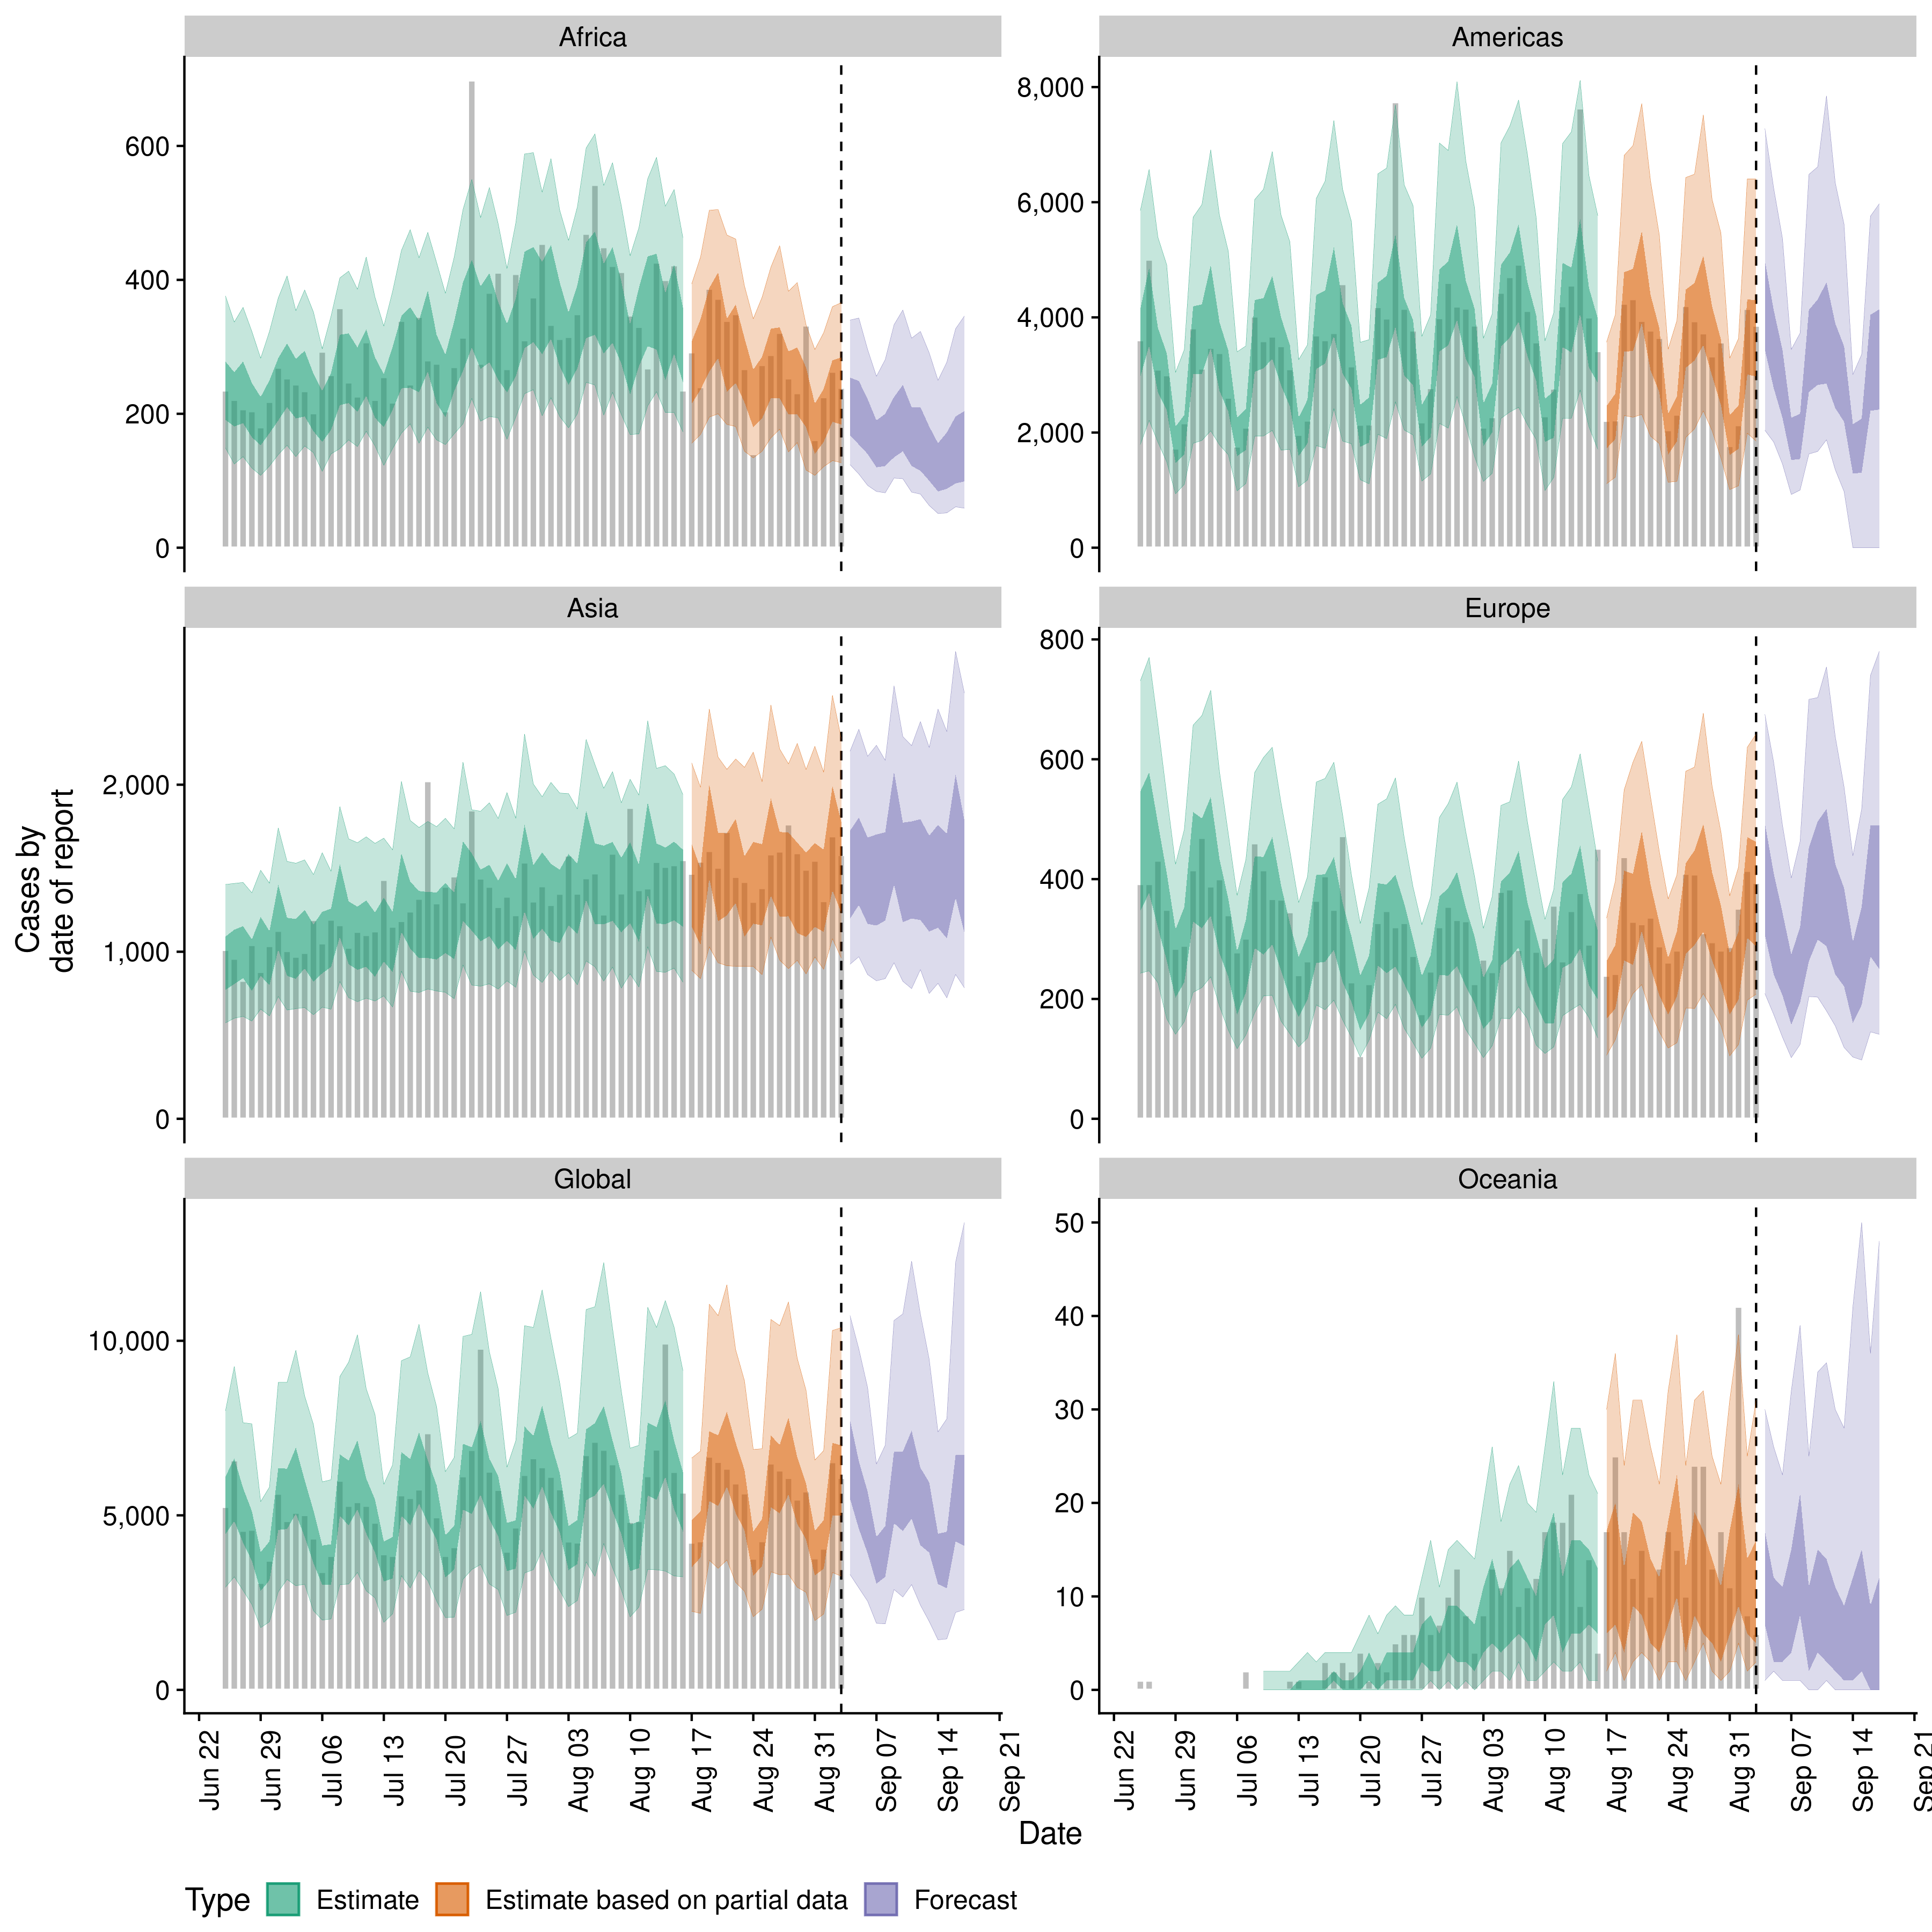 Africa
Americas
600
400
200
0
8,000
6,000
4,000
2,000
0
Asia
Europe
Cases by
date of report
2,000
1,000
0
800
600
400
200
0
Global
Oceania
10,000
5,000
0
50
40
30
20
10
0
Jun 22
Jun 29
Jul 06
Jul 13
Jul 20
Jul 27
Aug 03
Aug 10
Aug 17
Aug 24
Aug 31
Sep 07
Sep 14
Sep 21
Jun 22
Jun 29
Jul 06
Jul 13
Jul 20
Jul 27
Aug 03
Aug 10
Aug 17
Aug 24
Aug 31
Sep 07
Sep 14
Sep 21
Date
Type Estimate Estimate based on partial data Forecast